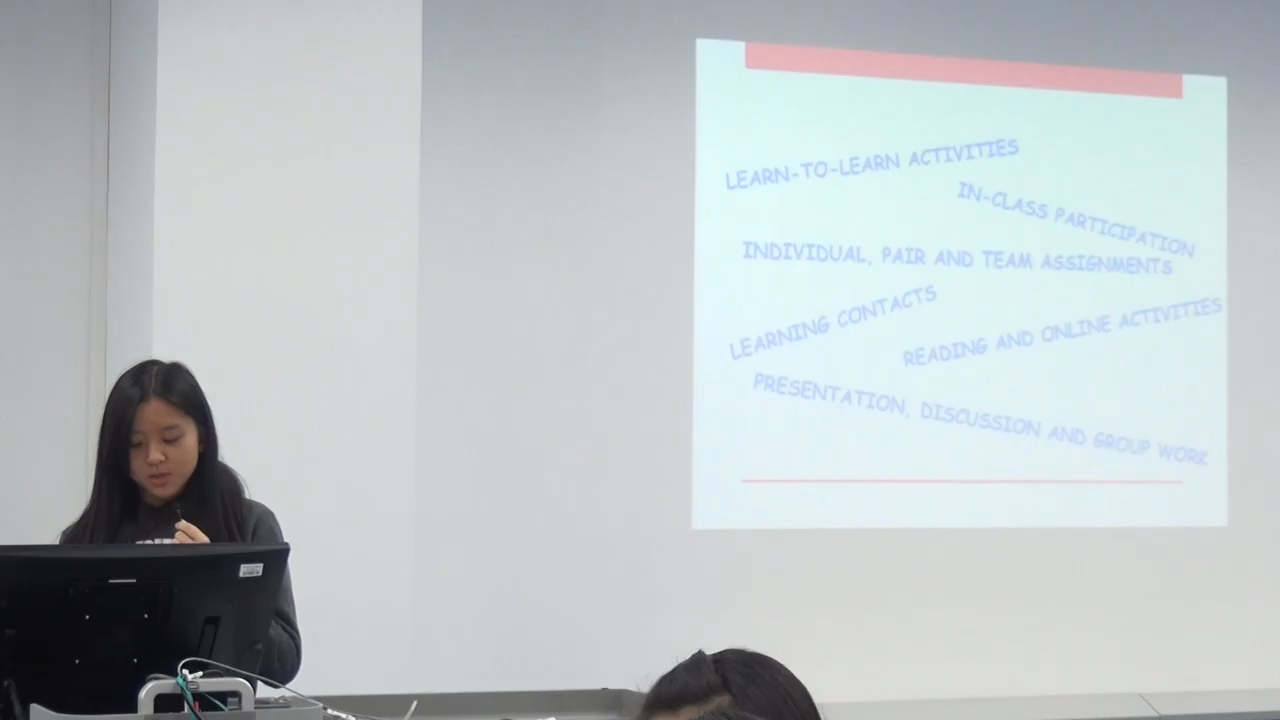 LEARN-TO-LEARN ACTIVITIES
IN-CLASS PARTICIPATION
INDIVIDUAL, PAIR AND TEAM ASSIGNMENTS
LEARNING CONTACTS
READING AND ONLINE ACTIVITIES
PRESENTATION, DISCUSSION AND GROUP WORK